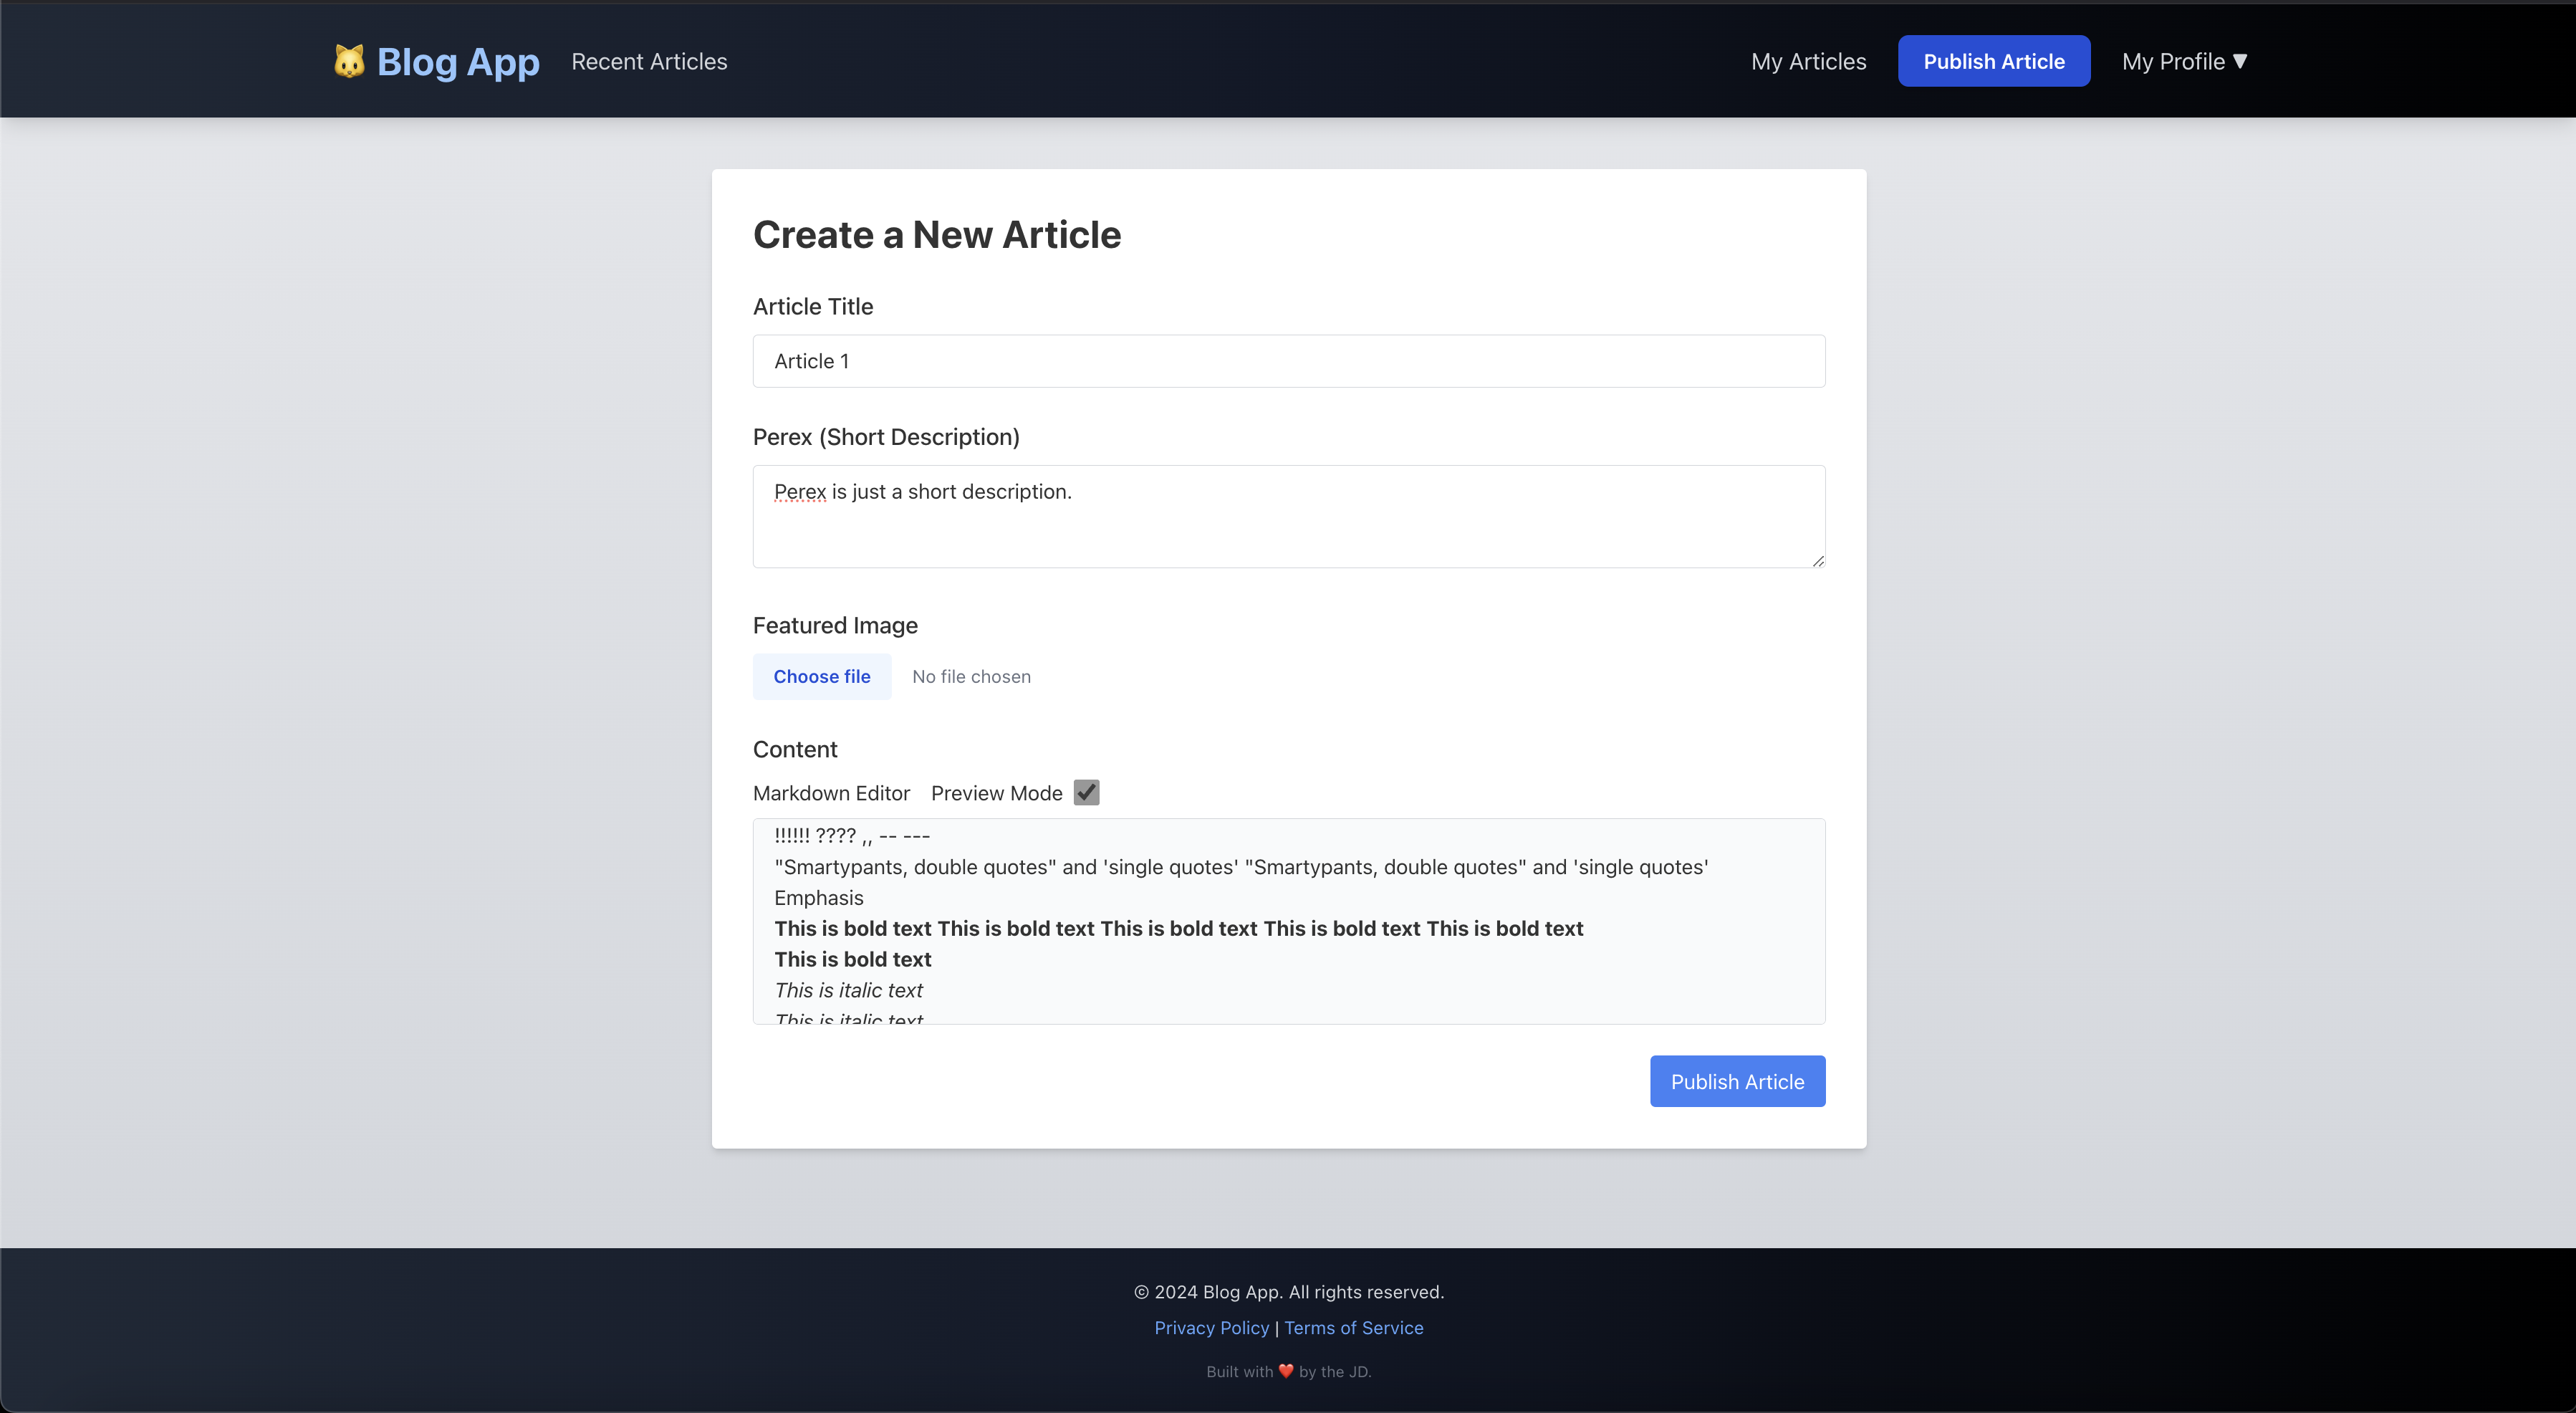 Blog App Recent Articles My Articles Publish Article My Profile ▼
Create a New Article
Article Title
Article 1
Perex (Short Description)
Perex is just a short description.
Featured Image
Choose file No file chosen
Content
Markdown Editor Preview Mode
!!!!!! ???? ,, -- ---
"Smartypants, double quotes" and 'single quotes' "Smartypants, double quotes" and 'single quotes'
Emphasis
This is bold text This is bold text This is bold text This is bold text This is bold text
This is bold text
This is italic text
This is italic text
Publish Article
© 2024 Blog App. All rights reserved.
Privacy Policy | Terms of Service
Built with ❤️ by the JD.